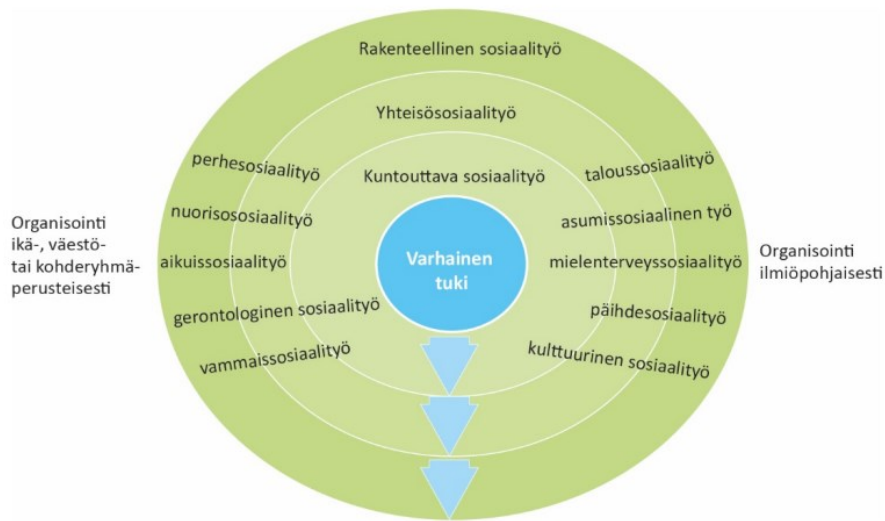 Rakenteellinen sosiaalityö
Yhteisösosiaalityö
Kuntouttava sosiaalityö
Varhainen
tuki
Organisointi
ikä-, väestö-
tai kohderyhmä-
perusteisesti
perhesosiaalityö
nuorisososiaalityö
aikuissosiaalityö
gerontologinen sosiaalityö
vammaissosiaalityö
taloussosiaalityö
asumissosiaalinen työ
mielenterveyssosiaalityö
päihdesosiaalityö
kulttuurinen sosiaalityö
Organisointi
ilmiöpohjaisesti